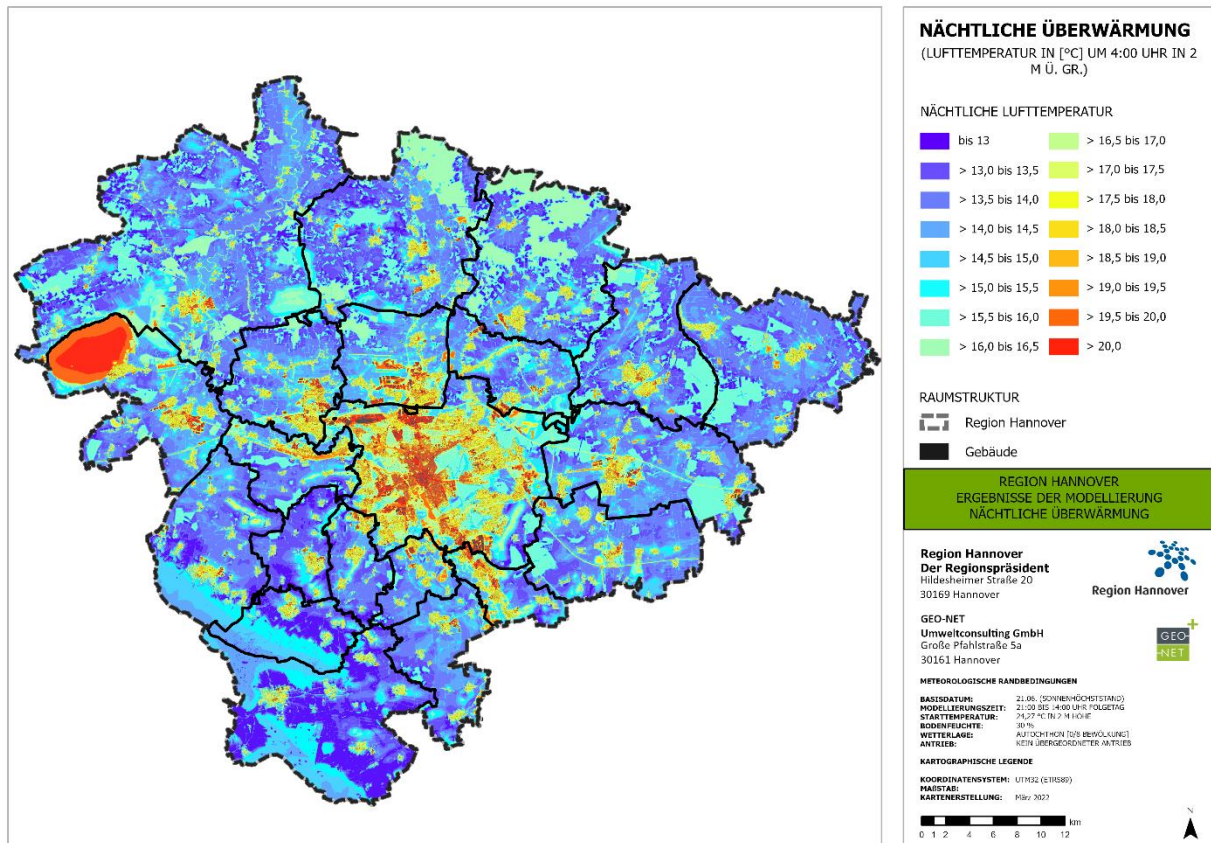 NÄCHTLICHE ÜBERWÄRMUNG
(LUFTTEMPERATUR IN [°C] UM 4:00 UHR IN 2
M Ü. GR.)
NÄCHTLICHE LUFTTEMPERATUR
bis 13
> 13,0 bis 13,5
> 13,5 bis 14,0
> 14,0 bis 14,5
> 14,5 bis 15,0
> 15,0 bis 15,5
> 15,5 bis 16,0
> 16,0 bis 16,5
> 16,5 bis 17,0
> 17,0 bis 17,5
> 17,5 bis 18,0
> 18,0 bis 18,5
> 18,5 bis 19,0
> 19,0 bis 19,5
> 19,5 bis 20,0
> 20,0
RAUMSTRUKTUR
Region Hannover
Gebäude
REGION HANNOVER
ERGEBNISSE DER MODELLIERUNG
NÄCHTLICHE ÜBERWÄRMUNG
Region Hannover
Der Regionspräsident
Hildesheimer Straße 20
30169 Hannover
Region Hannover
GEO-NET
Umweltconsulting GmbH
Große Pfahlstraße 5a
30161 Hannover
GEO
-NET
METEOROLOGISCHE RANDBEDINGUNGEN
BASISDATUM: 21.06. (SONNENHÖCHSTSTAND)
MODELLIERUNGSZEIT: 21:00 BIS 14:00 UHR FOLGETAG
STARTTEMPERATUR: 24,27 °C IN 2 M HÖHE
BODENFEUCHTE: 30 %
WETTERLAGE: AUTOCHTHON [0/8 BEWÖLKUNG]
ANTRIEB: KEIN ÜBERGEORDNETER ANTRIEB
KARTOGRAPHISCHE LEGENDE
KOORDINATENSYSTEM: UTM32 (ETRS89)
MAßSTAB:
KARTENERSTELLUNG: März 2022
km
0 1 2 4 6 8 10 12
N